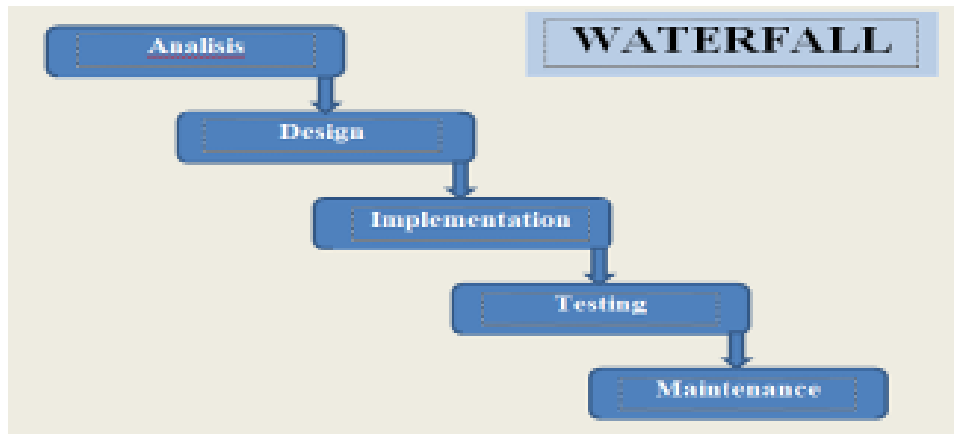 WATERFALL
Analisis
Design
Implementation
Testing
Maintenance